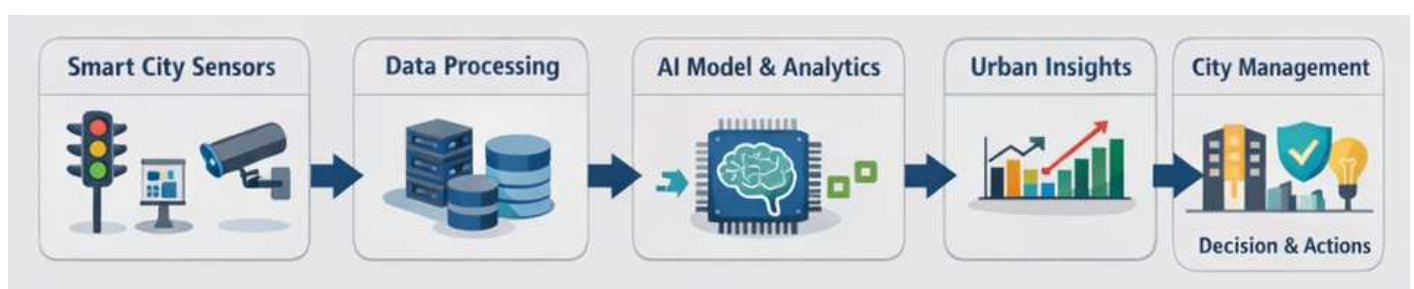 Smart City Sensors
Data Processing
AI Model & Analytics
Urban Insights
City Management
Decision & Actions